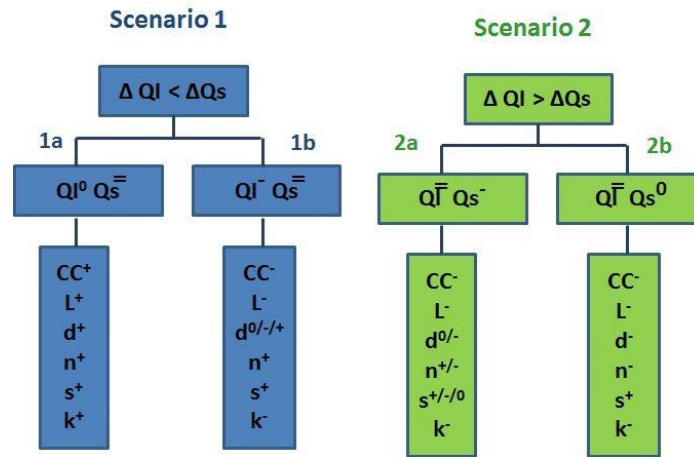 Scenario 1
Δ Ql < ΔQs
1a
1b
Ql⁰ Qs⁼
Ql⁻ Qs⁼
CC⁺
L⁺
d⁺
n⁺
s⁺
k⁺
CC⁻
L⁻
d⁰/⁻/⁺
n⁺
s⁺
k⁻
Scenario 2
Δ Ql > ΔQs
2a
2b
Ql⁼ Qs⁻
Ql⁼ Qs⁰
CC⁻
L⁻
d⁰/⁻
n⁺/⁻
s⁺/⁻/⁰
k⁻
CC⁻
L⁻
d⁻
n⁻
s⁺
k⁻